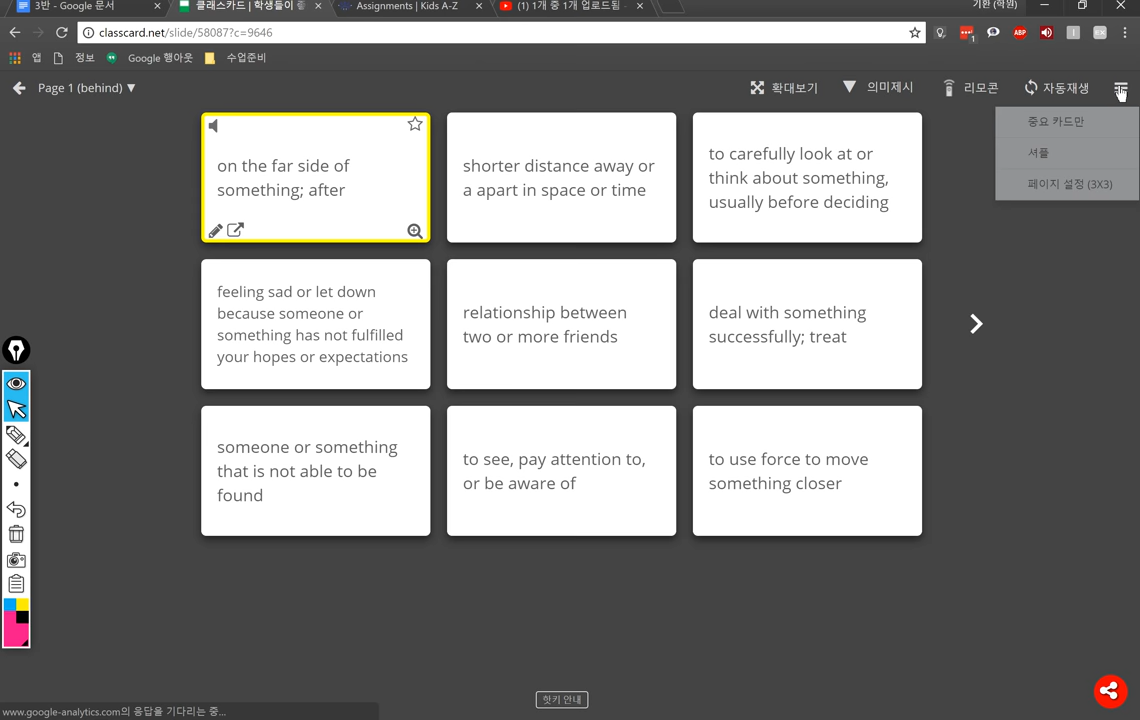 3반 - Google 문서
클래스카드 | 학생들이 좋
Assignments | Kids A-Z
(1) 1개 중 1개 업로드됨
기환 (학원)
classcard.net/slide/58087?c=9646
앱
정보
Google 행아웃
수업준비
Page 1 (behind) ▼
확대보기
의미제시
리모콘
자동재생
중요 카드만
셔플
페이지 설정 (3X3)
on the far side of
something; after
shorter distance away or
a apart in space or time
to carefully look at or
think about something,
usually before deciding
feeling sad or let down
because someone or
something has not fulfilled
your hopes or expectations
relationship between
two or more friends
deal with something
successfully; treat
someone or something
that is not able to be
found
to see, pay attention to,
or be aware of
to use force to move
something closer
핫키 안내
www.google-analytics.com의 응답을 기다리는 중...